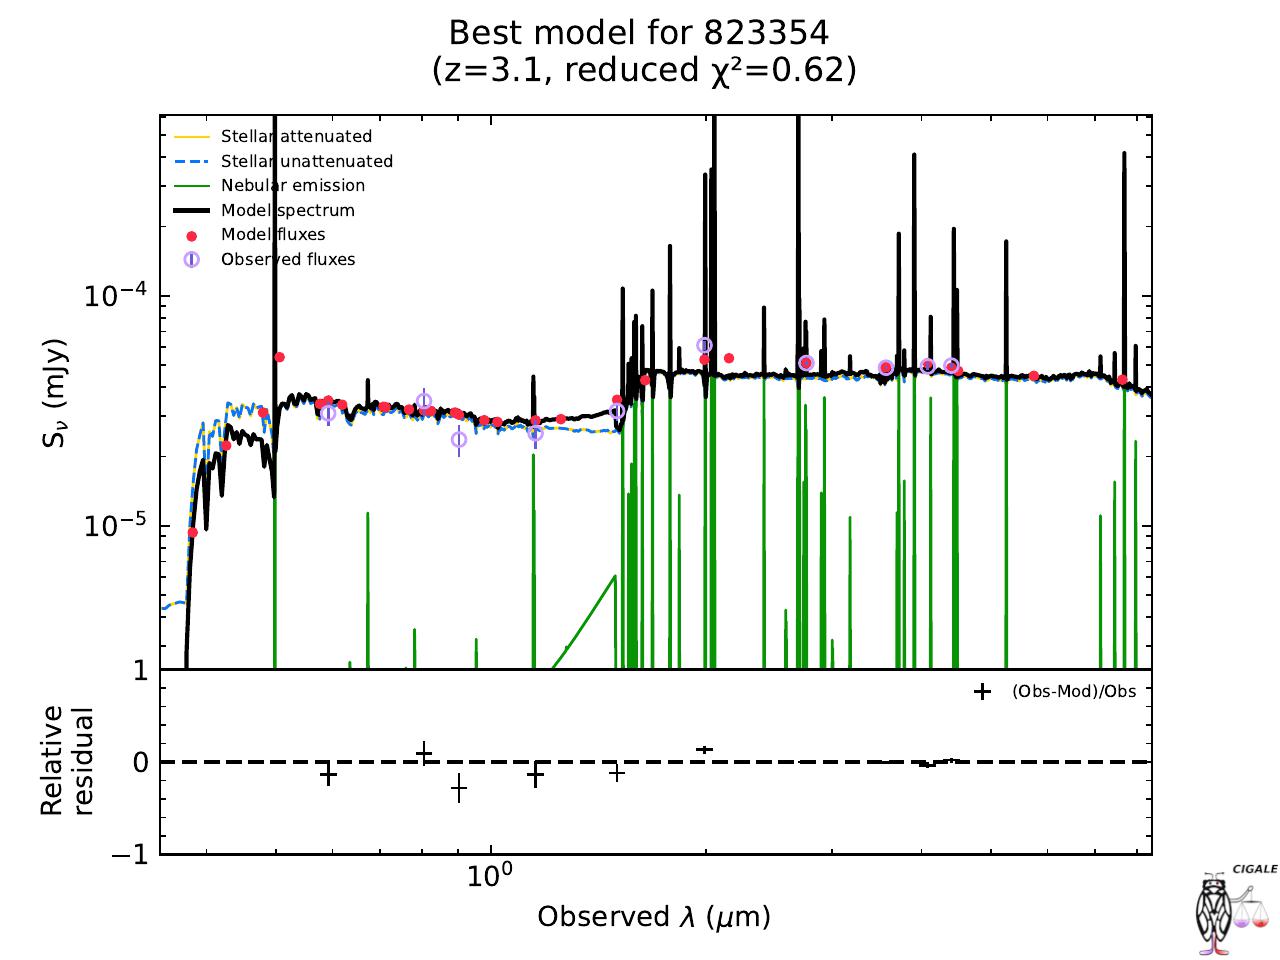 Best model for 823354
(z=3.1, reduced χ²=0.62)
Stellar attenuated
Stellar unattenuated
Nebular emission
Model spectrum
Model fluxes
Observed fluxes
10⁻⁴
10⁻⁵
S𝜈 (mJy)
1
0
−1
Relative
residual
(Obs-Mod)/Obs
10⁰
Observed λ (μm)
CIGALE